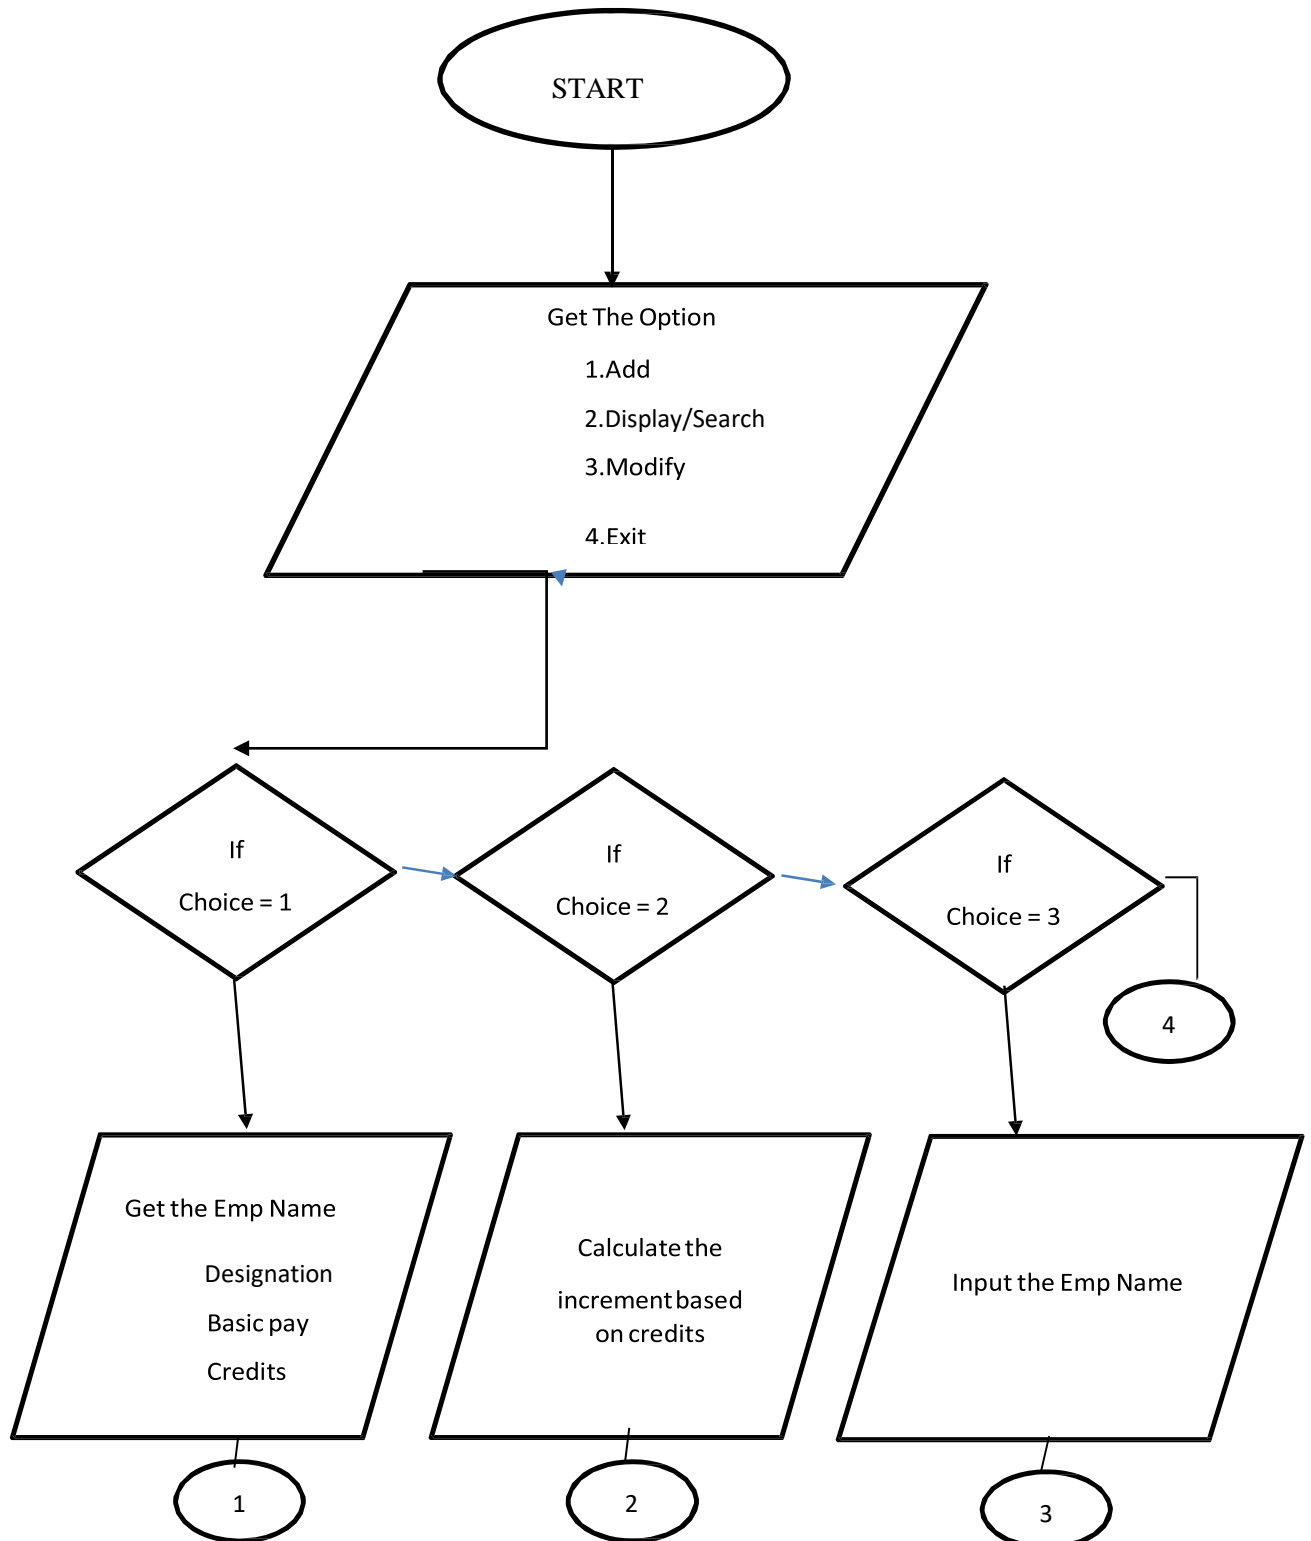 START
Get The Option
1.Add
2.Display/Search
3.Modify
4.Exit
If
Choice = 1
If
Choice = 2
If
Choice = 3
4
Get the Emp Name
Designation
Basic pay
Credits
Calculate the
increment based
on credits
Input the Emp Name
1
2
3